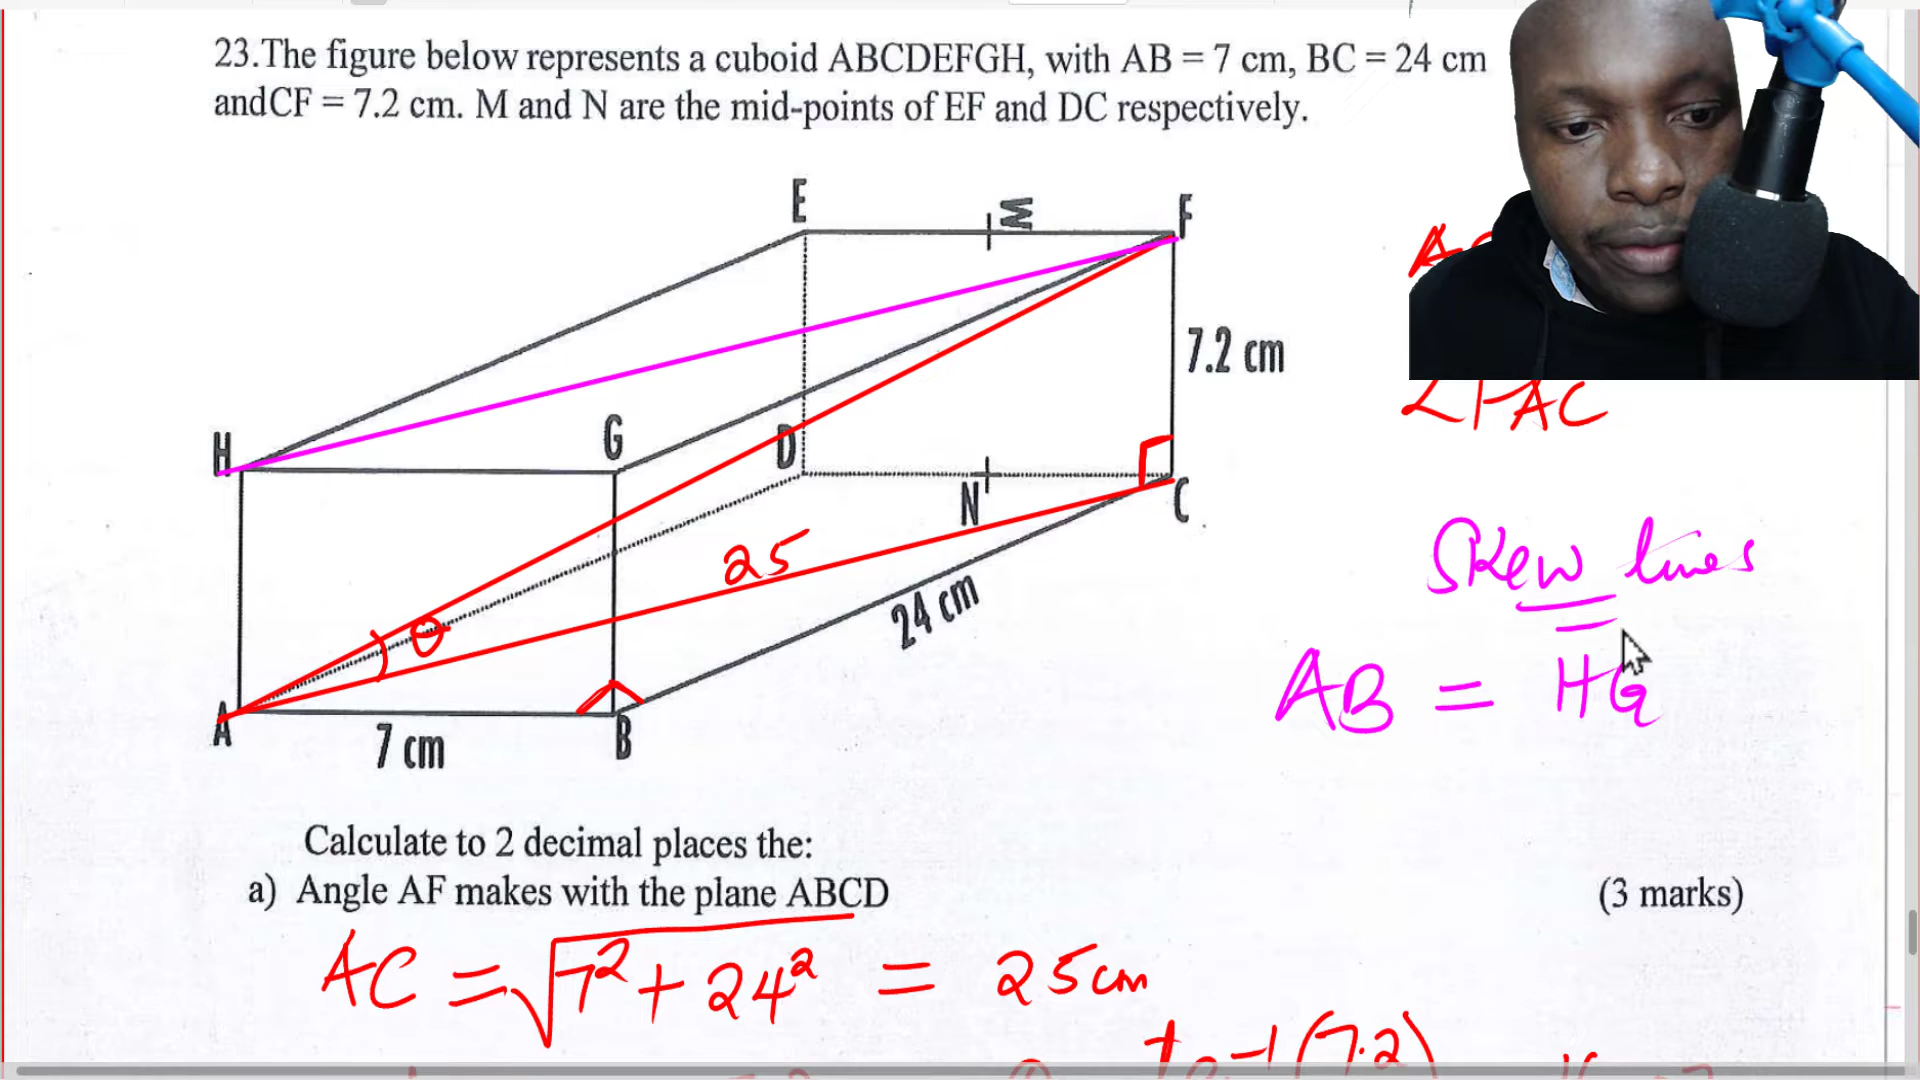 23.The figure below represents a cuboid ABCDEFGH, with AB = 7 cm, BC = 24 cm
andCF = 7.2 cm. M and N are the mid-points of EF and DC respectively.
E
M
F
7.2 cm
H
G
D
N
C
25
24 cm
θ
A
7 cm
B
∠FAC
Skew lines
AB = HG
Calculate to 2 decimal places the:
a) Angle AF makes with the plane ABCD (3 marks)
AC = √7² + 24² = 25cm
(7.2)